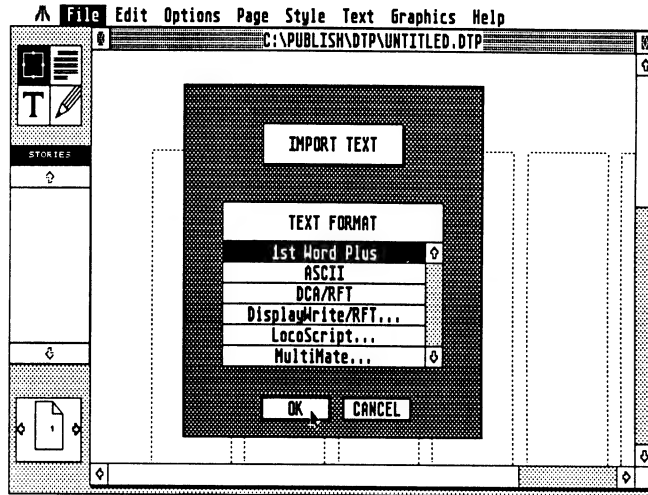 File Edit Options Page Style Text Graphics Help
C:\PUBLISH\DTP\UNTITLED.DTP
T
STORIES
IMPORT TEXT
TEXT FORMAT
1st Word Plus
ASCII
DCA/RFT
DisplayWrite/RFT...
LocoScript...
MultiMate...
OK CANCEL
1